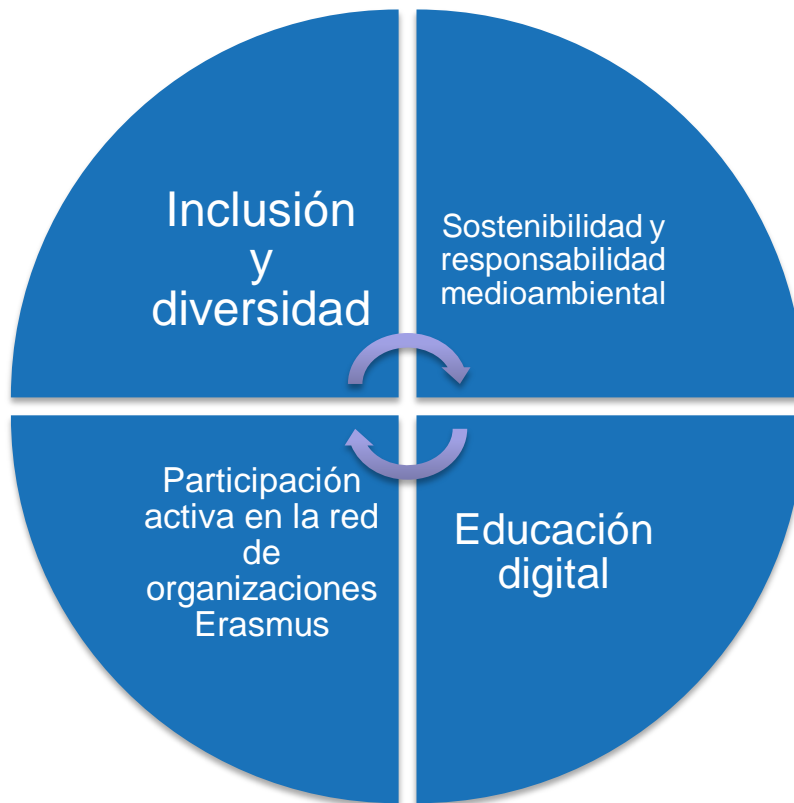 Inclusión
y
diversidad
Sostenibilidad y
responsabilidad
medioambiental
Participación
activa en la red
de
organizaciones
Erasmus
Educación
digital